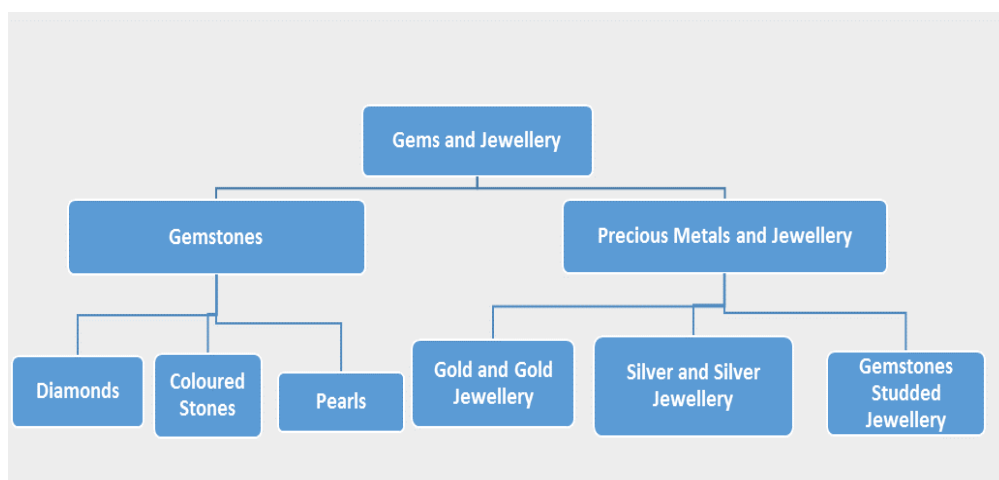 Gems and Jewellery
Gemstones
Precious Metals and Jewellery
Diamonds
Coloured
Stones
Pearls
Gold and Gold
Jewellery
Silver and Silver
Jewellery
Gemstones
Studded
Jewellery